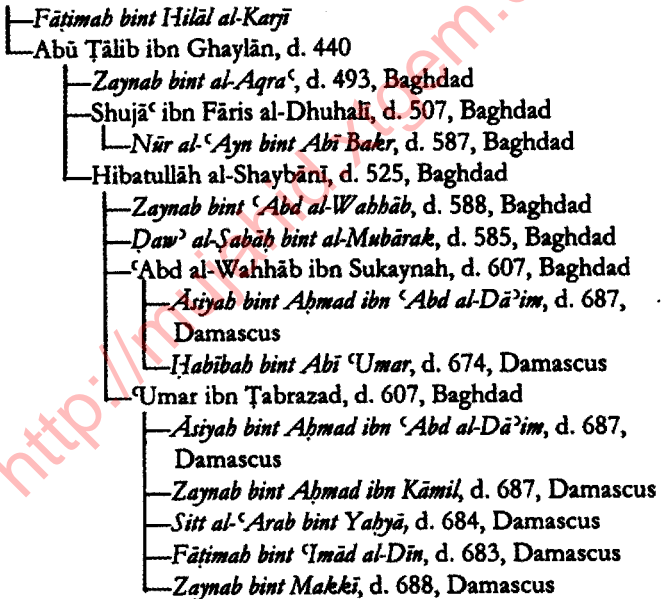 Fāṭimah bint Hilāl al-Karjī
Abū Ṭālib ibn Ghaylān, d. 440
Zaynab bint al-Aqraʿ, d. 493, Baghdad
Shujāʿ ibn Fāris al-Dhuhalī, d. 507, Baghdad
Nūr al-ʿAyn bint Abī Bakr, d. 587, Baghdad
Hibatullāh al-Shaybānī, d. 525, Baghdad
Zaynab bint ʿAbd al-Wahhāb, d. 588, Baghdad
Ḍawʾ al-Ṣabāḥ bint al-Mubārak, d. 585, Baghdad
ʿAbd al-Wahhāb ibn Sukaynah, d. 607, Baghdad
Āsiyah bint Aḥmad ibn ʿAbd al-Dāʾim, d. 687,
Damascus
Ḥabībah bint Abī ʿUmar, d. 674, Damascus
ʿUmar ibn Ṭabrazad, d. 607, Baghdad
Āsiyah bint Aḥmad ibn ʿAbd al-Dāʾim, d. 687,
Damascus
Zaynab bint Aḥmad ibn Kāmil, d. 687, Damascus
Sitt al-ʿArab bint Yaḥyā, d. 684, Damascus
Fāṭimah bint ʿImād al-Dīn, d. 683, Damascus
Zaynab bint Makkī, d. 688, Damascus
http://mujahid.xtgem.c